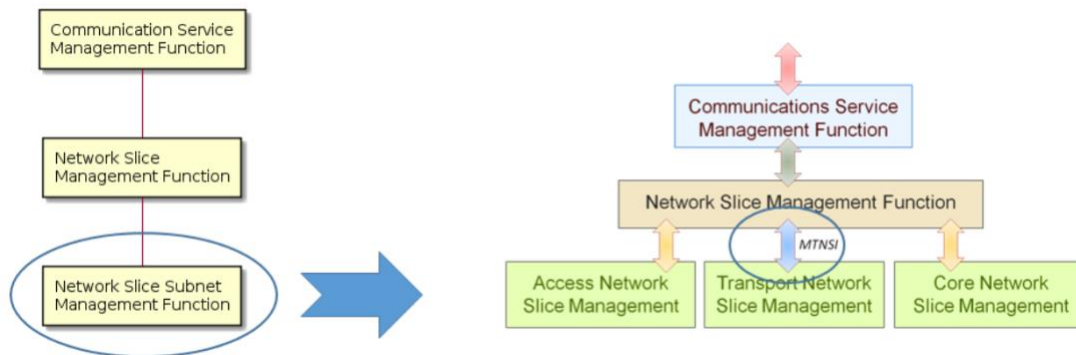 Communication Service
Management Function
Network Slice
Management Function
Network Slice Subnet
Management Function
Communications Service
Management Function
Network Slice Management Function
MTNSI
Access Network
Slice Management
Transport Network
Slice Management
Core Network
Slice Management